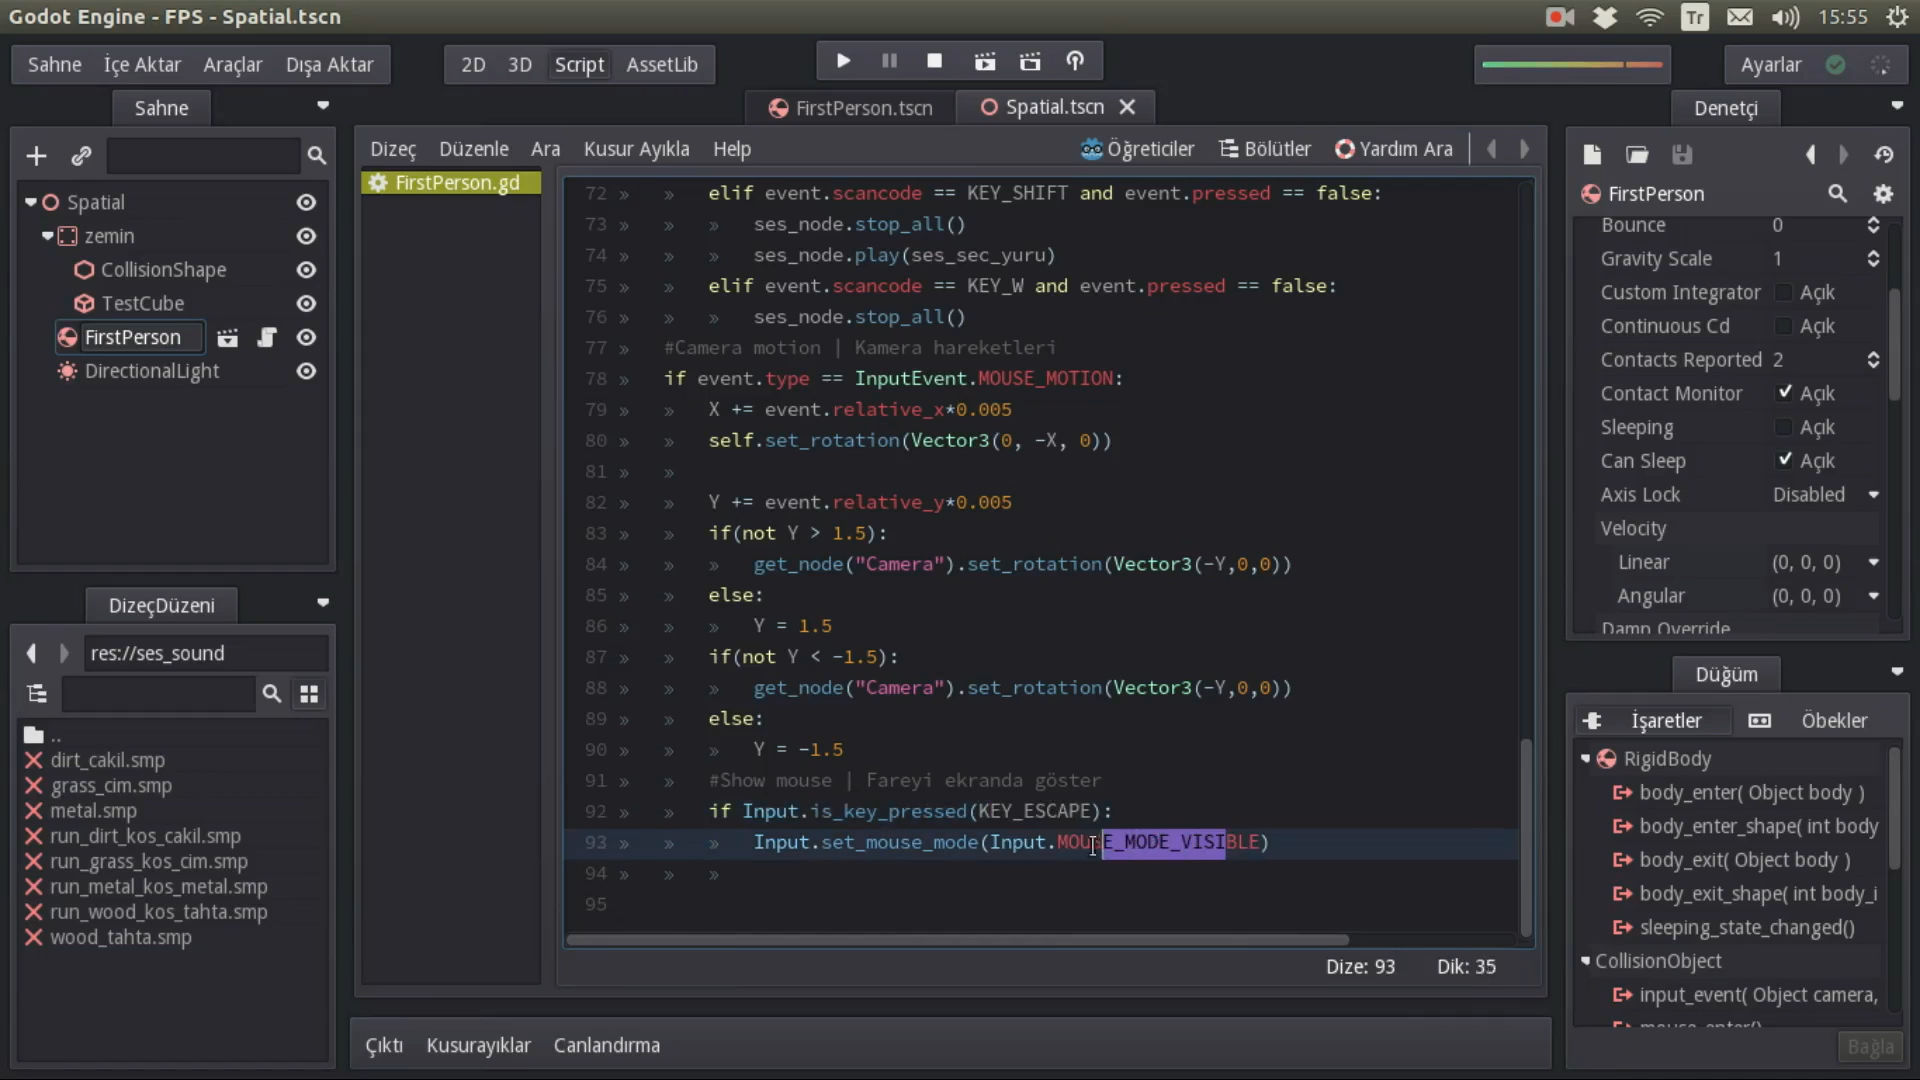 Godot Engine - FPS - Spatial.tscn
Tr
15:55
Sahne İçe Aktar Araçlar Dışa Aktar
2D 3D Script AssetLib
Ayarlar
Sahne
Spatial
zemin
CollisionShape
TestCube
FirstPerson
DirectionalLight
DizeçDüzeni
res://ses_sound
..
dirt_cakil.smp
grass_cim.smp
metal.smp
run_dirt_kos_cakil.smp
run_grass_kos_cim.smp
run_metal_kos_metal.smp
run_wood_kos_tahta.smp
wood_tahta.smp
FirstPerson.tscn
Spatial.tscn
Dizeç Düzenle Ara Kusur Ayıkla Help
Öğreticiler Bölütler Yardım Ara
FirstPerson.gd
72 » » elif event.scancode == KEY_SHIFT and event.pressed == false:
73 » » » ses_node.stop_all()
74 » » » ses_node.play(ses_sec_yuru)
75 » » elif event.scancode == KEY_W and event.pressed == false:
76 » » » ses_node.stop_all()
77 » #Camera motion | Kamera hareketleri
78 » if event.type == InputEvent.MOUSE_MOTION:
79 » » X += event.relative_x*0.005
80 » » self.set_rotation(Vector3(0, -X, 0))
81 » »
82 » » Y += event.relative_y*0.005
83 » » if(not Y > 1.5):
84 » » » get_node("Camera").set_rotation(Vector3(-Y,0,0))
85 » » else:
86 » » » Y = 1.5
87 » » if(not Y < -1.5):
88 » » » get_node("Camera").set_rotation(Vector3(-Y,0,0))
89 » » else:
90 » » » Y = -1.5
91 » » #Show mouse | Fareyi ekranda göster
92 » » if Input.is_key_pressed(KEY_ESCAPE):
93 » » » Input.set_mouse_mode(Input.MOUSE_MODE_VISIBLE)
94 » » »
95
Dize: 93 Dik: 35
Çıktı Kusurayıklar Canlandırma
Denetçi
FirstPerson
Bounce 0
Gravity Scale 1
Custom Integrator Açık
Continuous Cd Açık
Contacts Reported 2
Contact Monitor Açık
Sleeping Açık
Can Sleep Açık
Axis Lock Disabled
Velocity
Linear (0, 0, 0)
Angular (0, 0, 0)
Damp Override
Düğüm
İşaretler Öbekler
RigidBody
body_enter( Object body )
body_enter_shape( int body
body_exit( Object body )
body_exit_shape( int body_i
sleeping_state_changed()
CollisionObject
input_event( Object camera,
mouse_enter()
Bağla